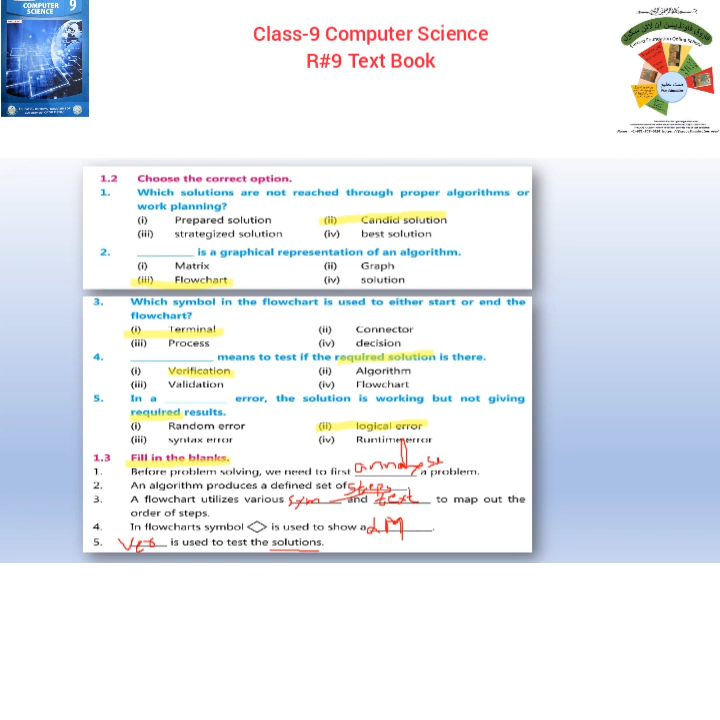 COMPUTER
SCIENCE 9
Class-9 Computer Science
R#9 Text Book
1.2 Choose the correct option.
1. Which solutions are not reached through proper algorithms or
work planning?
(i) Prepared solution (ii) Candid solution
(iii) strategized solution (iv) best solution
2. ________ is a graphical representation of an algorithm.
(i) Matrix (ii) Graph
(iii) Flowchart (iv) solution
3. Which symbol in the flowchart is used to either start or end the
flowchart?
(i) Terminal (ii) Connector
(iii) Process (iv) decision
4. ________ means to test if the required solution is there.
(i) Verification (ii) Algorithm
(iii) Validation (iv) Flowchart
5. In a ________ error, the solution is working but not giving
required results.
(i) Random error (ii) logical error
(iii) syntax error (iv) Runtime error
1.3 Fill in the blanks.
1. Before problem solving, we need to first ________ a problem.
2. An algorithm produces a defined set of steps.
3. A flowchart utilizes various sym and text to map out the
order of steps.
4. In flowcharts symbol is used to show a d M.
5. Ver is used to test the solutions.